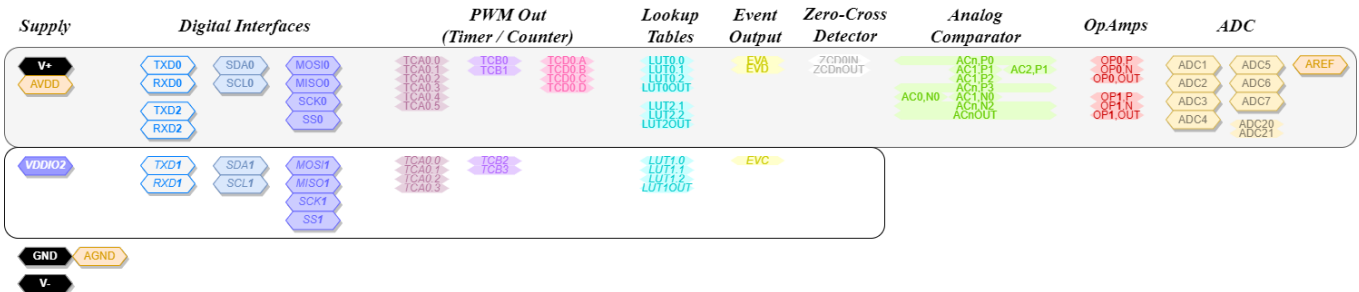 Supply
Digital Interfaces
PWM Out
(Timer / Counter)
Lookup
Tables
Event
Output
Zero-Cross
Detector
Analog
Comparator
OpAmps
ADC
V+
AVDD
TXD0
RXD0
TXD2
RXD2
SDA0
SCL0
MOSI0
MISO0
SCK0
SS0
TCA0.0
TCA0.1
TCA0.2
TCA0.3
TCA0.4
TCA0.5
TCB0
TCB1
TCD0.A
TCD0.B
TCD0.C
TCD0.D
LUT0.0
LUT0.1
LUT0.2
LUT0OUT
LUT2.1
LUT2.2
LUT2OUT
EVA
EVD
ZCD0IN
ZCDnOUT
ACn,P0
AC1,P1
AC2,P1
AC1,P2
ACn,P3
AC0,N0
AC1,N0
ACn,N2
ACnOUT
OP0,P
OP0,N
OP0,OUT
OP1,P
OP1,N
OP1,OUT
ADC1
ADC2
ADC3
ADC4
ADC5
ADC6
ADC7
ADC20
ADC21
AREF
VDDIO2
TXD1
RXD1
SDA1
SCL1
MOSI1
MISO1
SCK1
SS1
TCA0.0
TCA0.1
TCA0.2
TCA0.3
TCB2
TCB3
LUT1.0
LUT1.1
LUT1.2
LUT1OUT
EVC
GND
AGND
V-